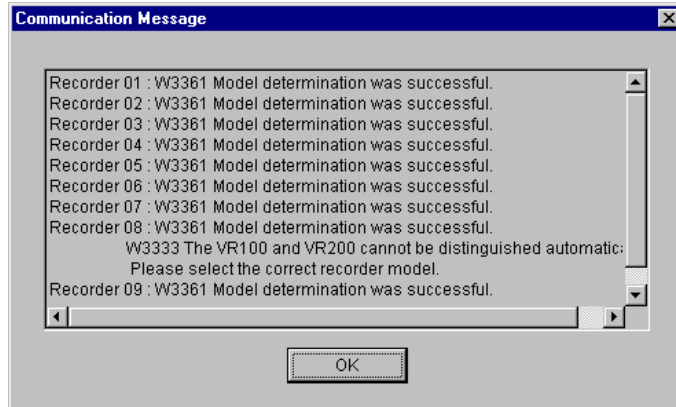 Communication Message
Recorder 01 : W3361 Model determination was successful.
Recorder 02 : W3361 Model determination was successful.
Recorder 03 : W3361 Model determination was successful.
Recorder 04 : W3361 Model determination was successful.
Recorder 05 : W3361 Model determination was successful.
Recorder 06 : W3361 Model determination was successful.
Recorder 07 : W3361 Model determination was successful.
Recorder 08 : W3361 Model determination was successful.
W3333 The VR100 and VR200 cannot be distinguished
Please select the correct recorder model.
Recorder 09 : W3361 Model determination was successful.
OK